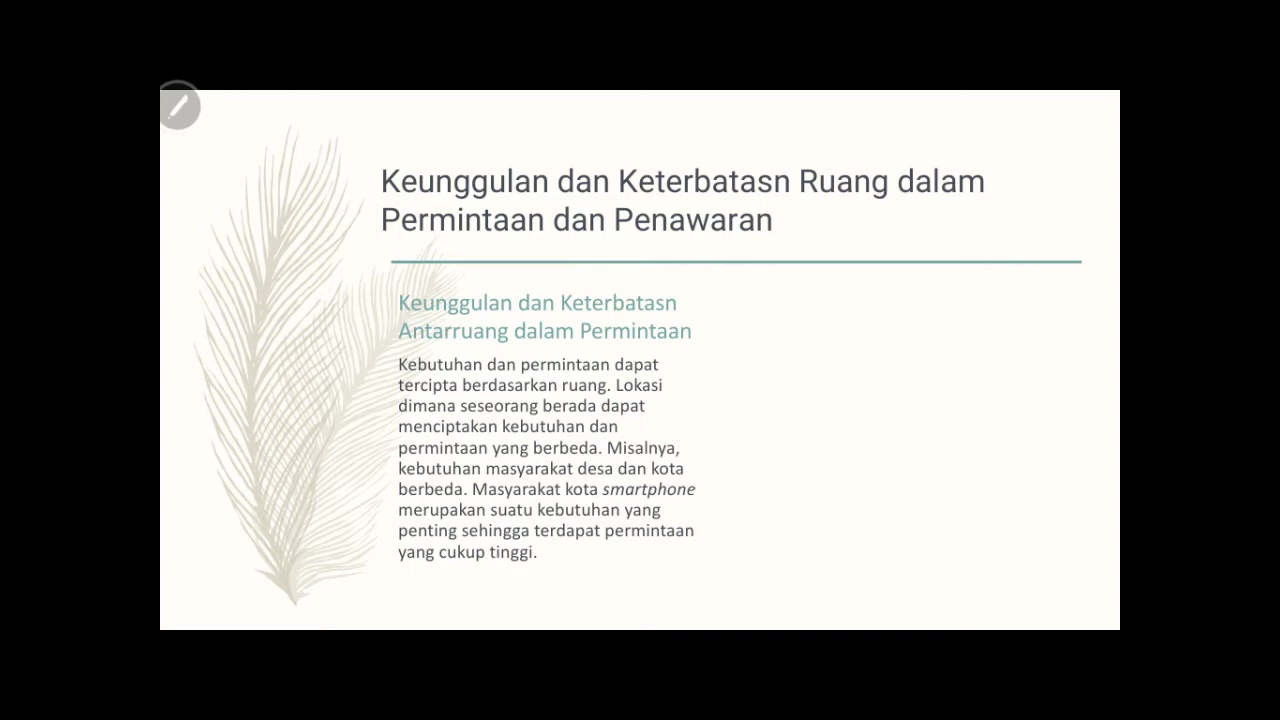 Keunggulan dan Keterbatasn Ruang dalam
Permintaan dan Penawaran
Keunggulan dan Keterbatasn
Antarruang dalam Permintaan
Kebutuhan dan permintaan dapat
tercipta berdasarkan ruang. Lokasi
dimana seseorang berada dapat
menciptakan kebutuhan dan
permintaan yang berbeda. Misalnya,
kebutuhan masyarakat desa dan kota
berbeda. Masyarakat kota smartphone
merupakan suatu kebutuhan yang
penting sehingga terdapat permintaan
yang cukup tinggi.